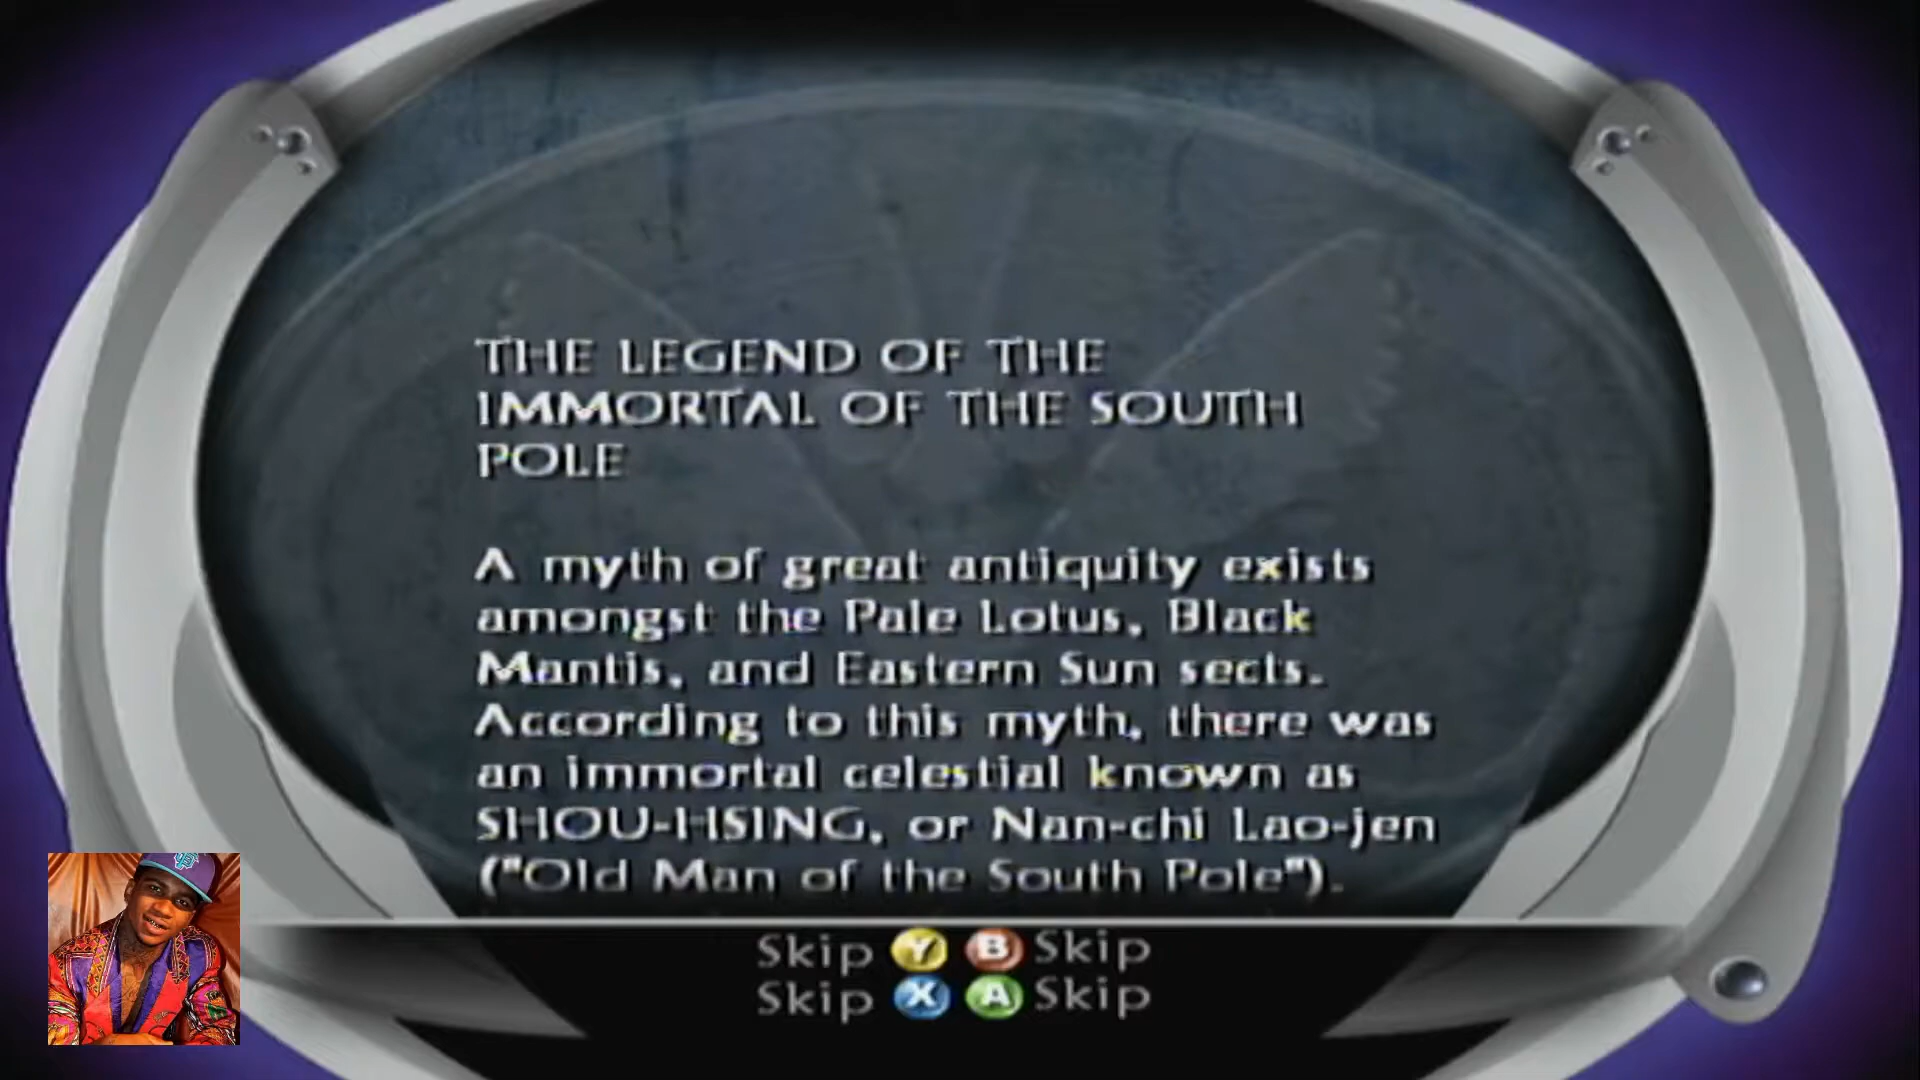 THE LEGEND OF THE
IMMORTAL OF THE SOUTH
POLE
A myth of great antiquity exists
amongst the Pale Lotus, Black
Mantis, and Eastern Sun sects.
According to this myth, there was
an immortal celestial known as
SHOU-HSING, or Nan-chi Lao-jen
("Old Man of the South Pole").
Skip Y B Skip
Skip X A Skip